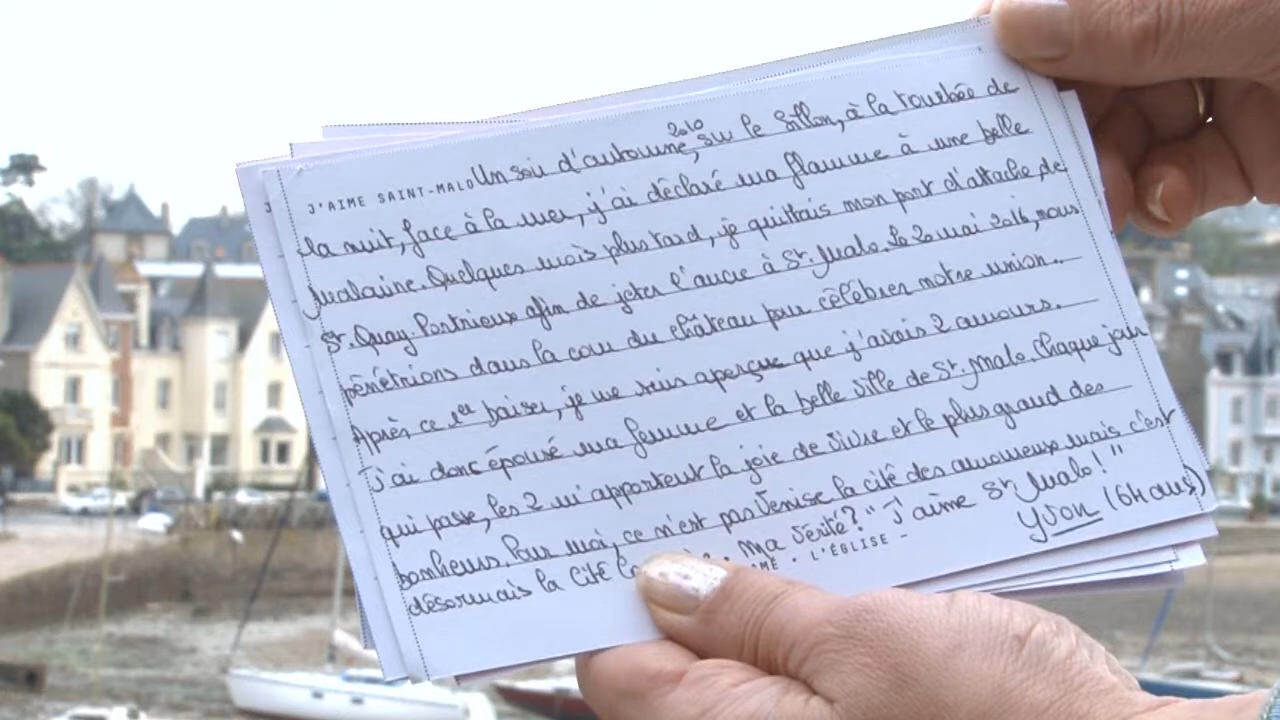 J'AIME SAINT-MALO Un soir d'automne 2010, sur le Sillon, à la tombée de
la nuit, face à la mer, j'ai déclaré ma flamme à une belle
Malouine. Quelques mois plus tard, je quittais mon port d'attache, de
St. Quay. Portrieux afin de jeter l'ancre à St. Malo. Le 20 mai 2016, nous
pénétrions dans la cour du château pour célébrer notre union.
Après ce 1er baiser, je me suis aperçue que j'avais 2 amours.
J'ai donc épousé ma femme et la belle ville de St. Malo. Chaque jour
qui passe, les 2 m'apportent la joie de vivre et le plus grand des
bonheurs. Pour moi, ce n'est pas Venise la cité des amoureux mais c'est
désormais la cité. Ma vérité? "J'aime St Malo!"
L'ÉGLISE -
Yvon (64 ans)